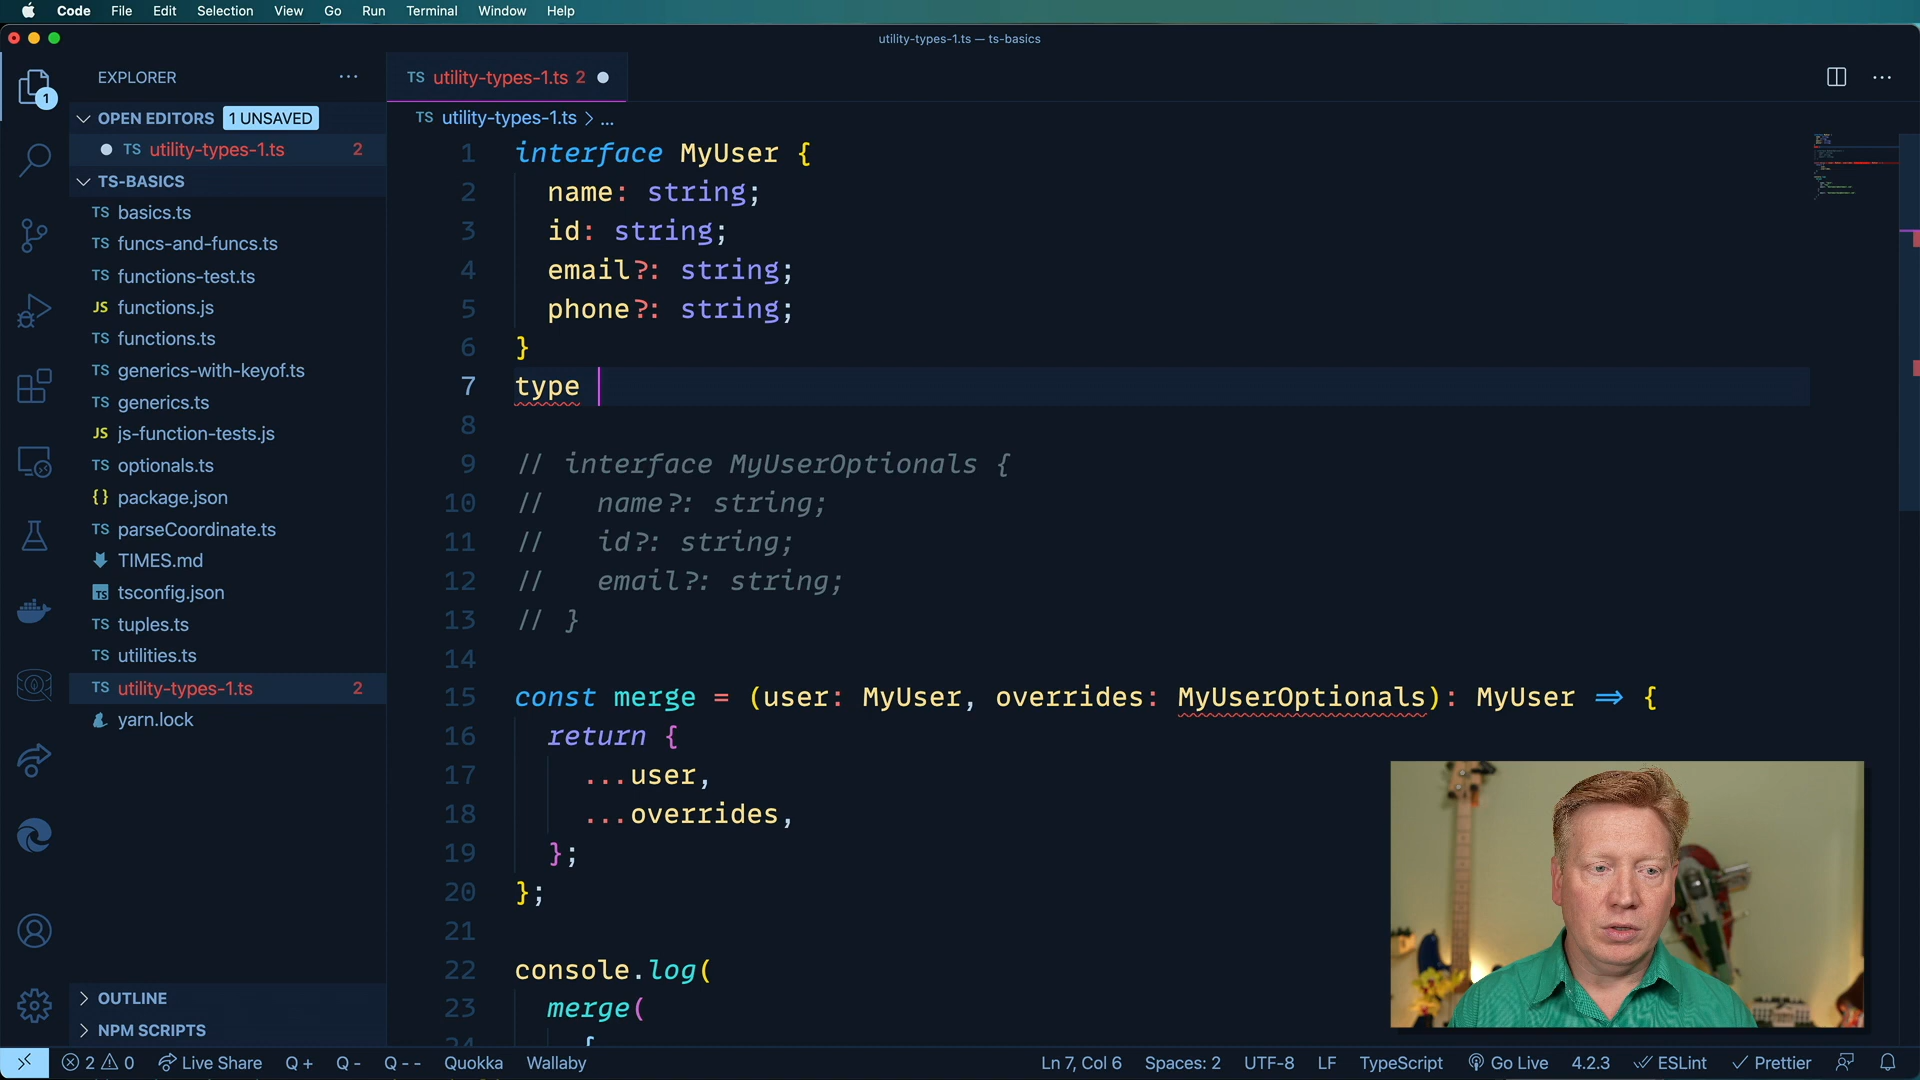 Code File Edit Selection View Go Run Terminal Window Help
utility-types-1.ts — ts-basics
EXPLORER ...
TS utility-types-1.ts 2
1
OPEN EDITORS 1 UNSAVED
TS utility-types-1.ts > ...
TS utility-types-1.ts 2
TS-BASICS
TS basics.ts
TS funcs-and-funcs.ts
TS functions-test.ts
JS functions.js
TS functions.ts
TS generics-with-keyof.ts
TS generics.ts
JS js-function-tests.js
TS optionals.ts
{} package.json
TS parseCoordinate.ts
TIMES.md
TS tsconfig.json
TS tuples.ts
TS utilities.ts
TS utility-types-1.ts 2
yarn.lock
OUTLINE
NPM SCRIPTS
1 interface MyUser {
2 name: string;
3 id: string;
4 email?: string;
5 phone?: string;
6 }
7 type
8
9 // interface MyUserOptionals {
10 // name?: string;
11 // id?: string;
12 // email?: string;
13 // }
14
15 const merge = (user: MyUser, overrides: MyUserOptionals): MyUser => {
16 return {
17 ...user,
18 ...overrides,
19 };
20 };
21
22 console.log(
23 merge(
24 {
2 0 Live Share Q + Q - Q - - Quokka Wallaby Ln 7, Col 6 Spaces: 2 UTF-8 LF TypeScript Go Live 4.2.3 ESLint Prettier